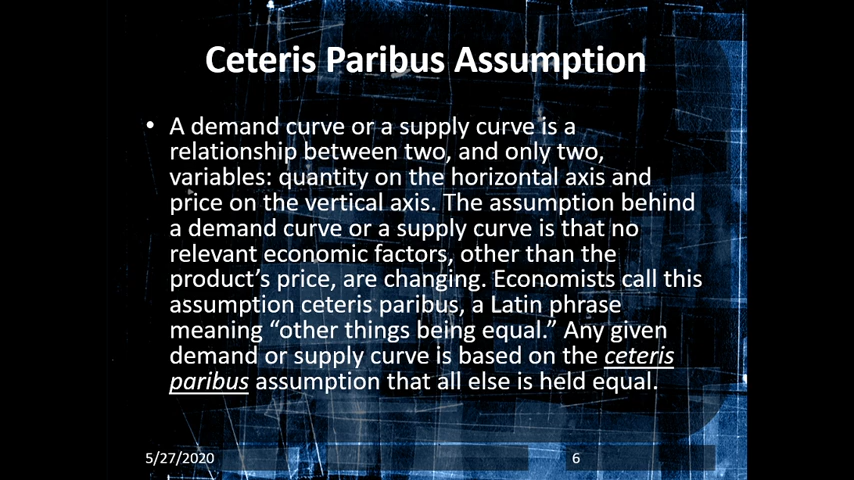 Ceteris Paribus Assumption
• A demand curve or a supply curve is a
relationship between two, and only two,
variables: quantity on the horizontal axis and
price on the vertical axis. The assumption behind
a demand curve or a supply curve is that no
relevant economic factors, other than the
product’s price, are changing. Economists call this
assumption ceteris paribus, a Latin phrase
meaning “other things being equal.” Any given
demand or supply curve is based on the ceteris
paribus assumption that all else is held equal.
5/27/2020 6